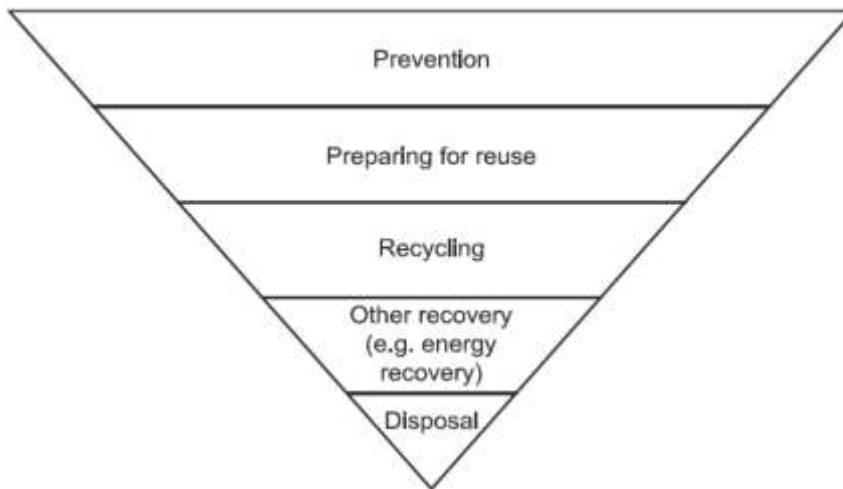 Prevention
Preparing for reuse
Recycling
Other recovery
(e.g. energy
recovery)
Disposal